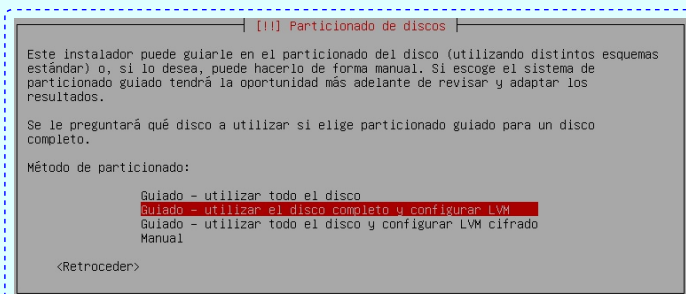 [!!] Particionado de discos
Este instalador puede guiarle en el particionado del disco (utilizando distintos esquemas
estándar) o, si lo desea, puede hacerlo de forma manual. Si escoge el sistema de
particionado guiado tendrá la oportunidad más adelante de revisar y adaptar los
resultados.
Se le preguntará qué disco a utilizar si elige particionado guiado para un disco
completo.
Método de particionado:
Guiado - utilizar todo el disco
Guiado - utilizar el disco completo y configurar LVM
Guiado - utilizar todo el disco y configurar LVM cifrado
Manual
<Retroceder>